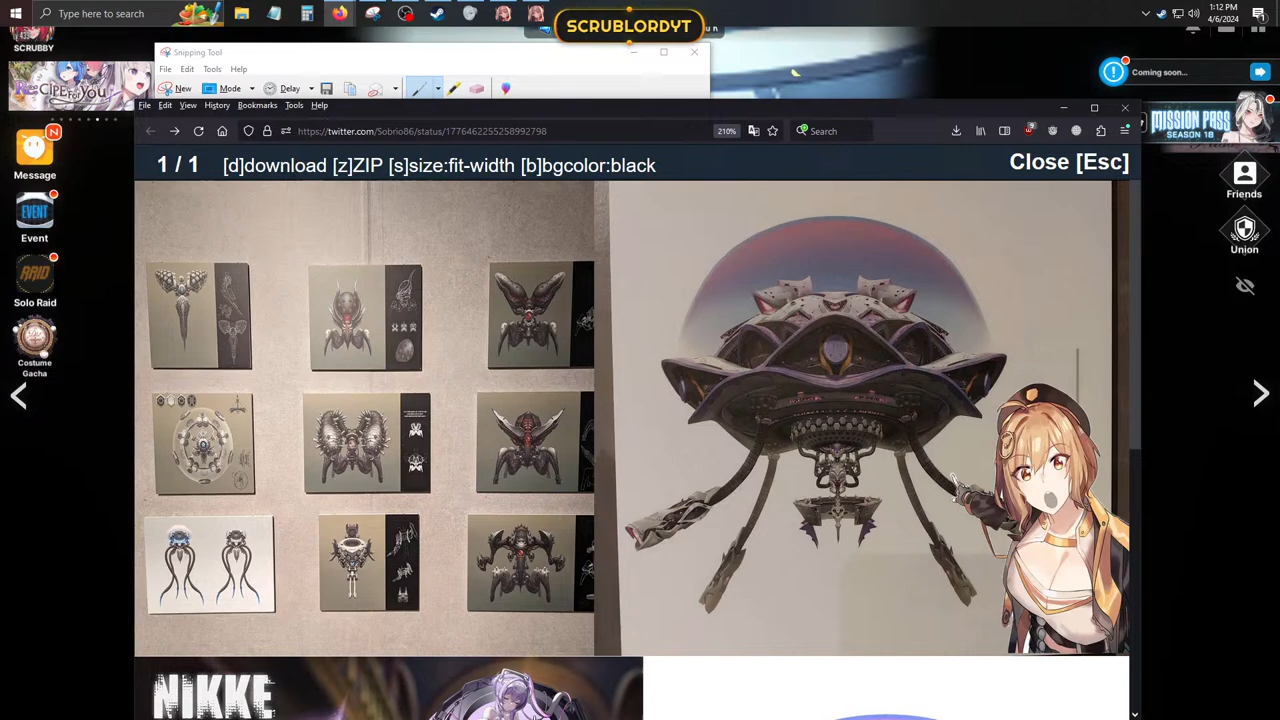 Type here to search
SCRUBLORDYT
1:12 PM
4/6/2024
1
SCRUBBY
Snipping Tool
File Edit Tools Help
New Mode Delay
Coming soon...
File Edit View History Bookmarks Tools Help
https://twitter.com/Sobrio86/status/1776462255258992798
210%
Search
MISSION PASS
SEASON 18
1 / 1 [d]download [z]ZIP [s]size:fit-width [b]bgcolor:black
Close [Esc]
N
Message
Friends
EVENT
Event
Union
RAID
Solo Raid
Costume
Gacha
NIKKE